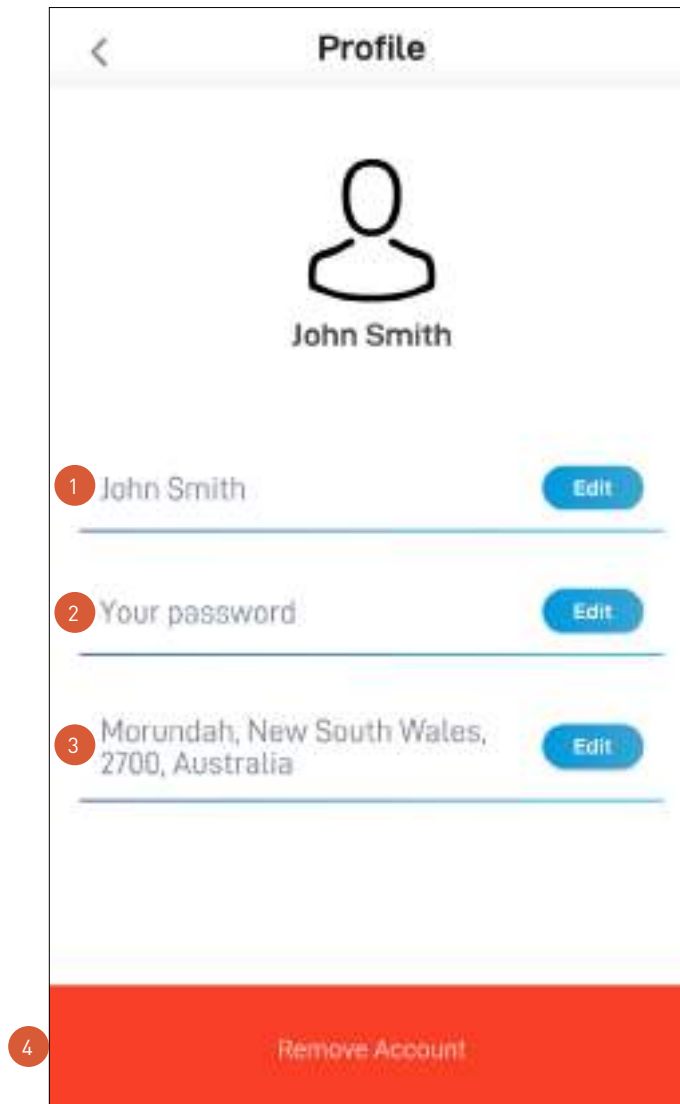 Profile
John Smith
1 John Smith Edit
2 Your password Edit
3 Morundah, New South Wales,
2700, Australia Edit
4 Remove Account